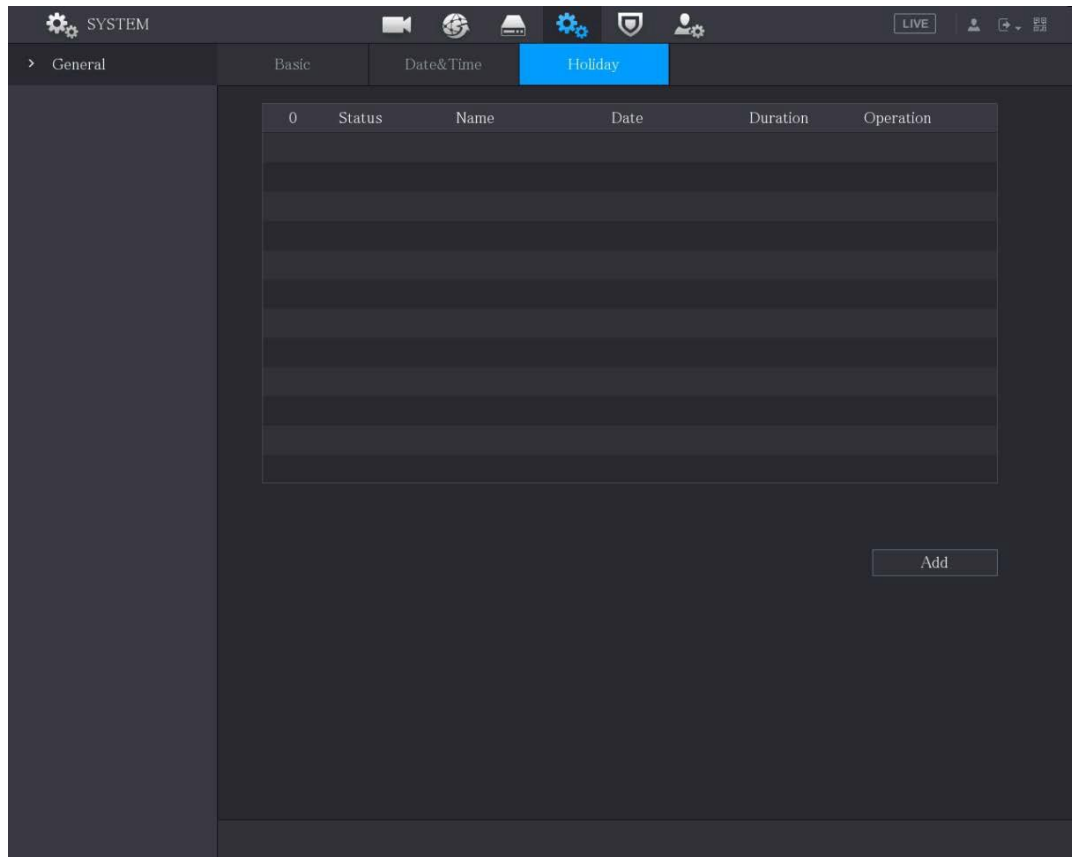 SYSTEM LIVE
General Basic Date&Time Holiday
0 Status Name Date Duration Operation
Add